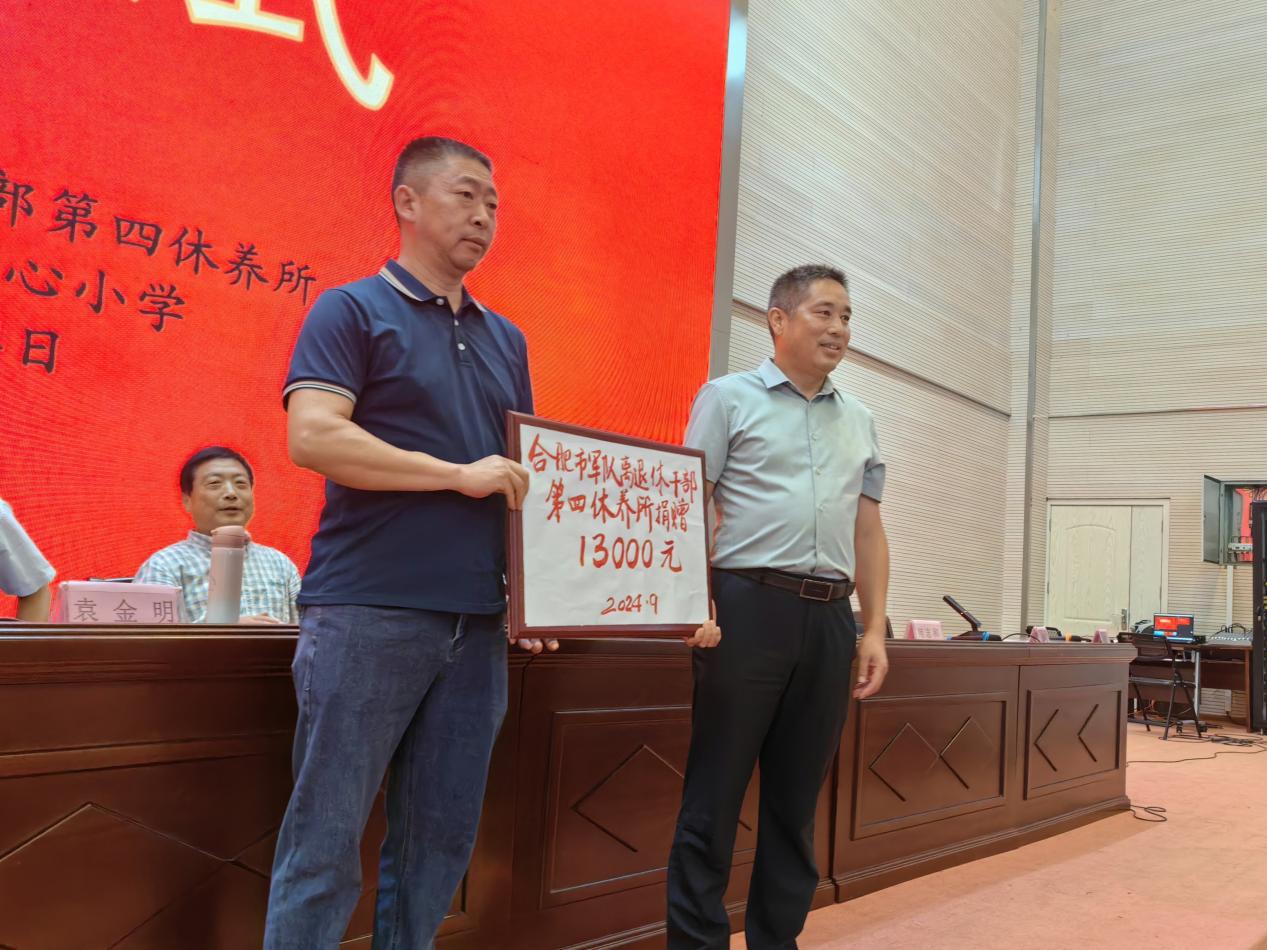 式
部第四休养所
心小学
日
合肥市军队离退休干部
第四休养所捐赠
13000元
2024.9
袁金明